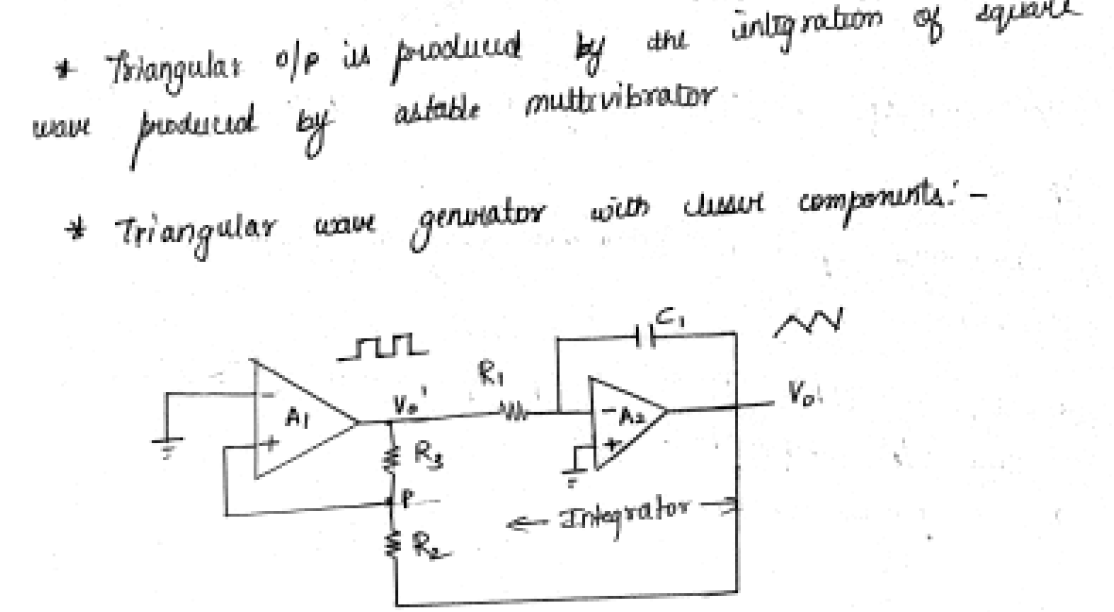 * Triangular o/p is produced by the integration of square
wave produced by astable multivibrator.
* Triangular wave generator with lesser components:-
C1
R1
Vo'
A1
-
+
-A2
+
Vo
R3
P
R2
← Integrator →